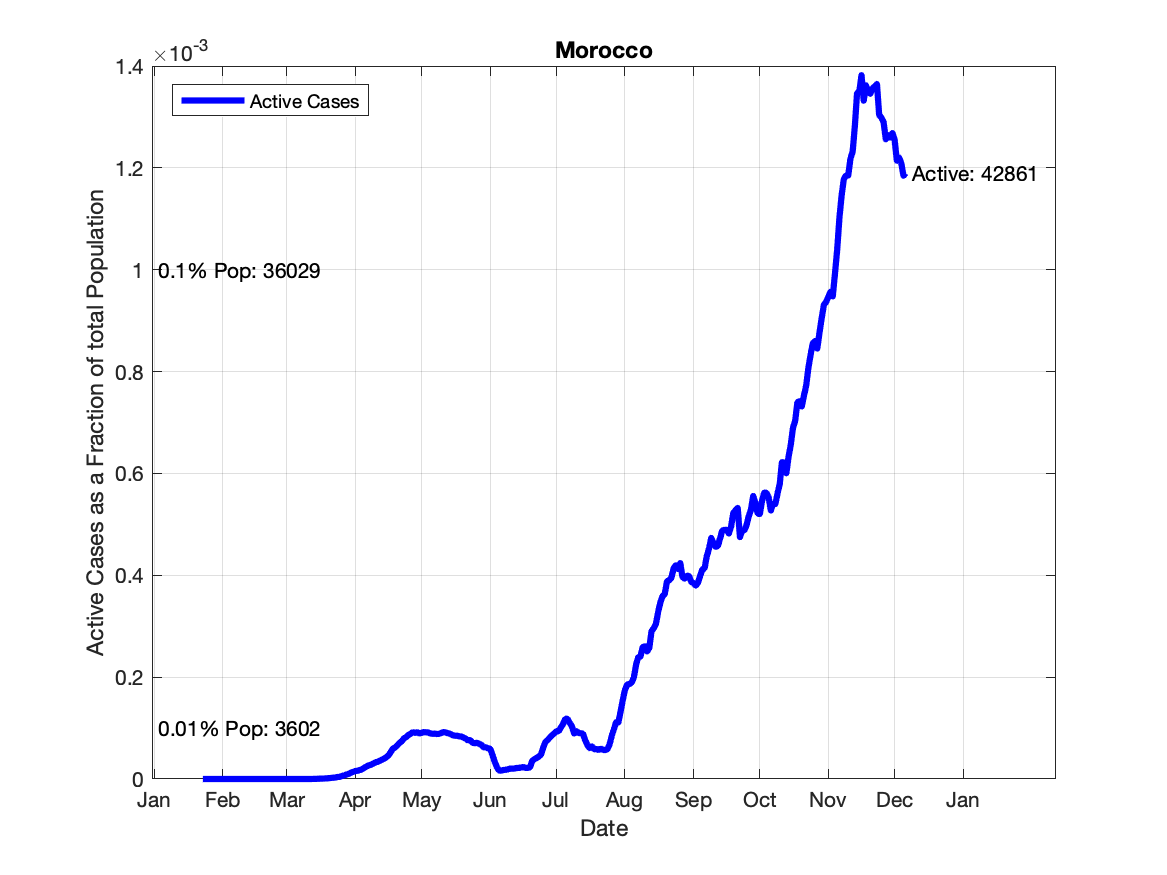 Morocco
×10⁻³
Active Cases
1.4
1.2
1
0.8
0.6
0.4
0.2
0
Active Cases as a Fraction of total Population
Active: 42861
0.1% Pop: 36029
0.01% Pop: 3602
Jan Feb Mar Apr May Jun Jul Aug Sep Oct Nov Dec Jan
Date